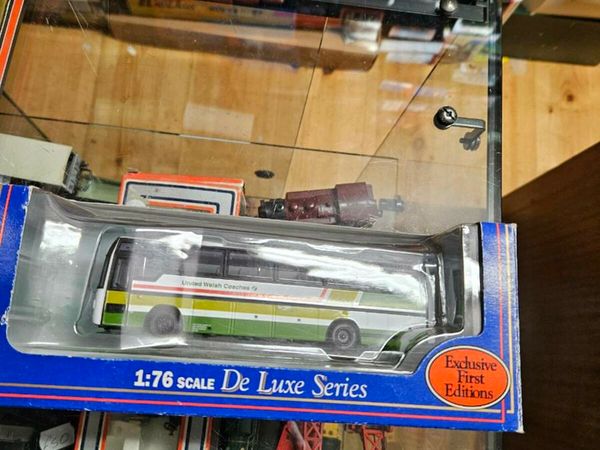 United Welsh Coaches
1:76 SCALE De Luxe Series
Exclusive
First
Editions